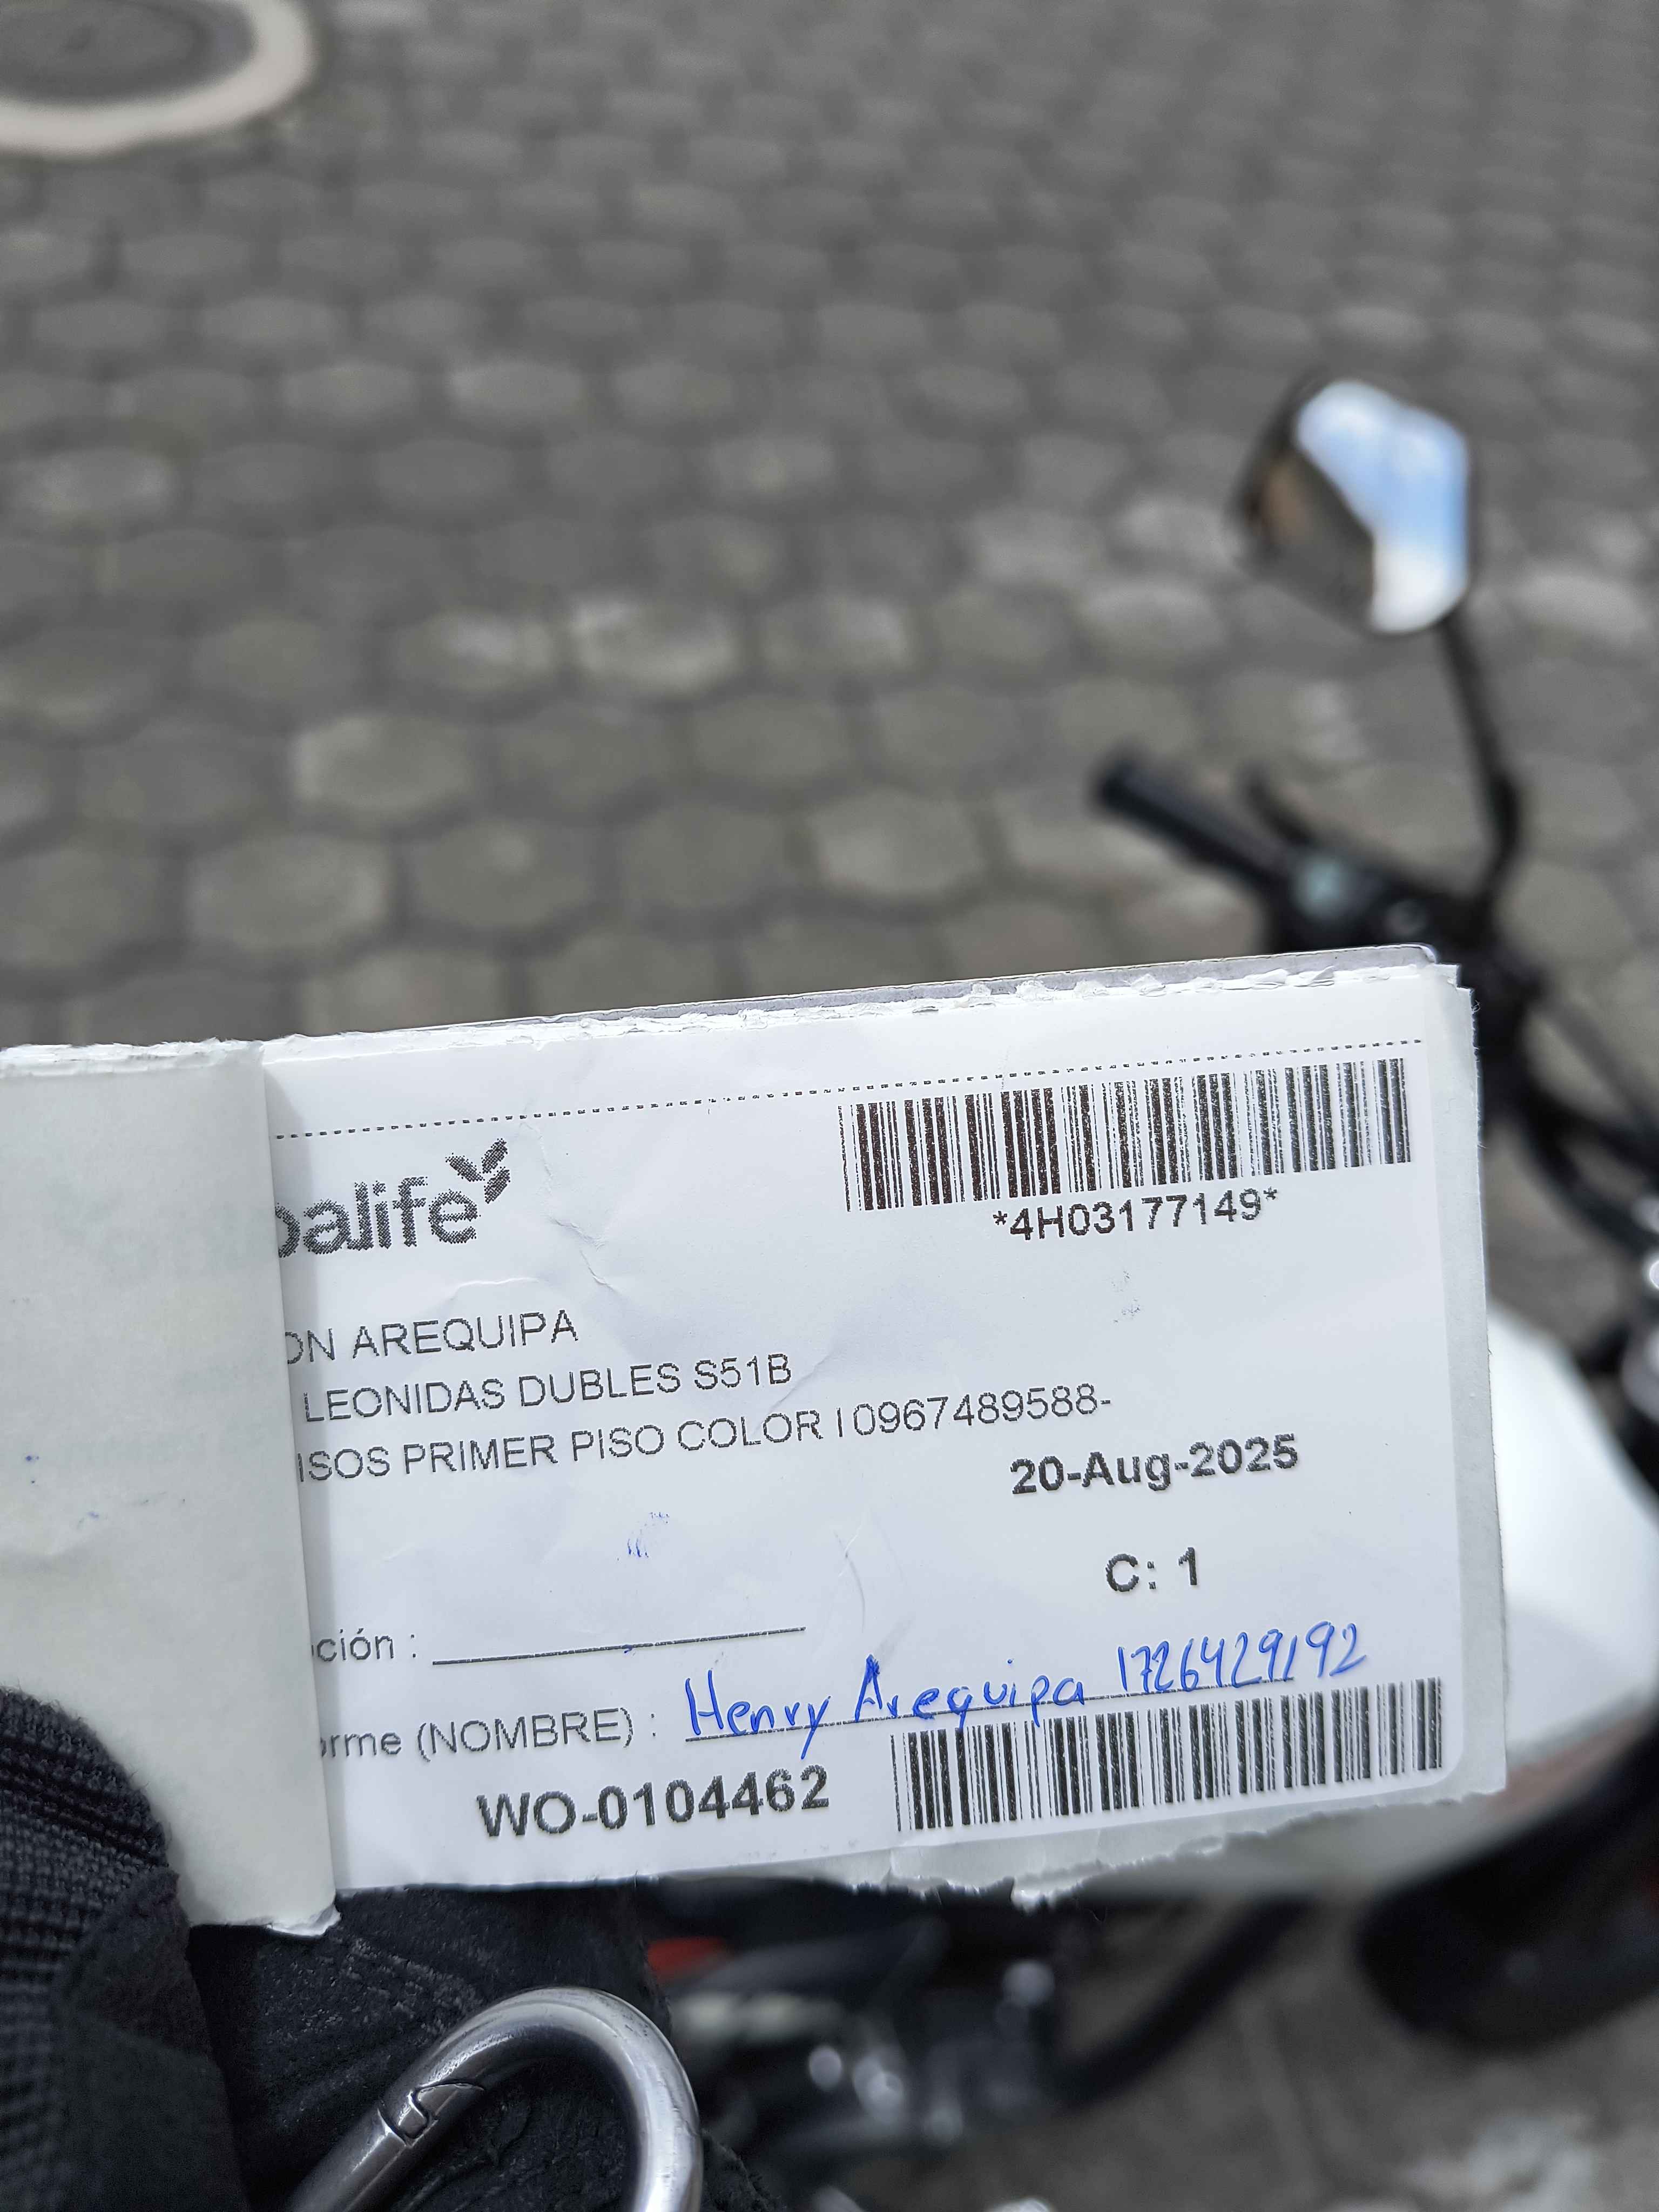 balife
*4H03177149*
ON AREQUIPA
LEONIDAS DUBLES S51B
ISOS PRIMER PISO COLOR I 0967489588-
20-Aug-2025
C: 1
ción :
orme (NOMBRE) : Henry Arequipa 1726429192
WO-0104462